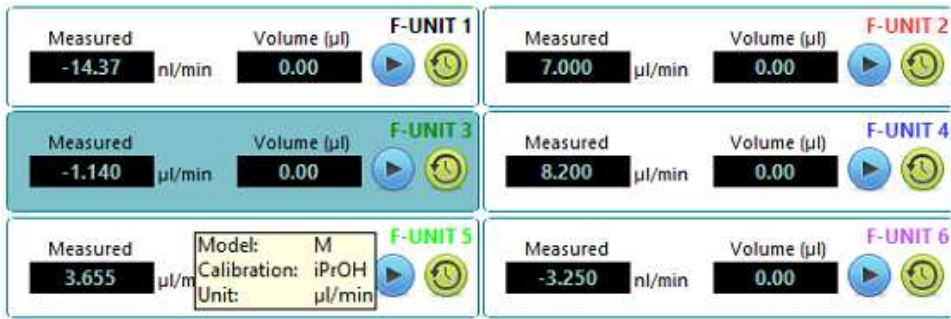 F-UNIT 1
Measured Volume (µl)
-14.37 nl/min 0.00
F-UNIT 2
Measured Volume (µl)
7.000 µl/min 0.00
F-UNIT 3
Measured Volume (µl)
-1.140 µl/min 0.00
F-UNIT 4
Measured Volume (µl)
8.200 µl/min 0.00
F-UNIT 5
Measured
3.655 µl/m
Model: M
Calibration: iPrOH
Unit: µl/min
F-UNIT 6
Measured Volume (µl)
-3.250 nl/min 0.00